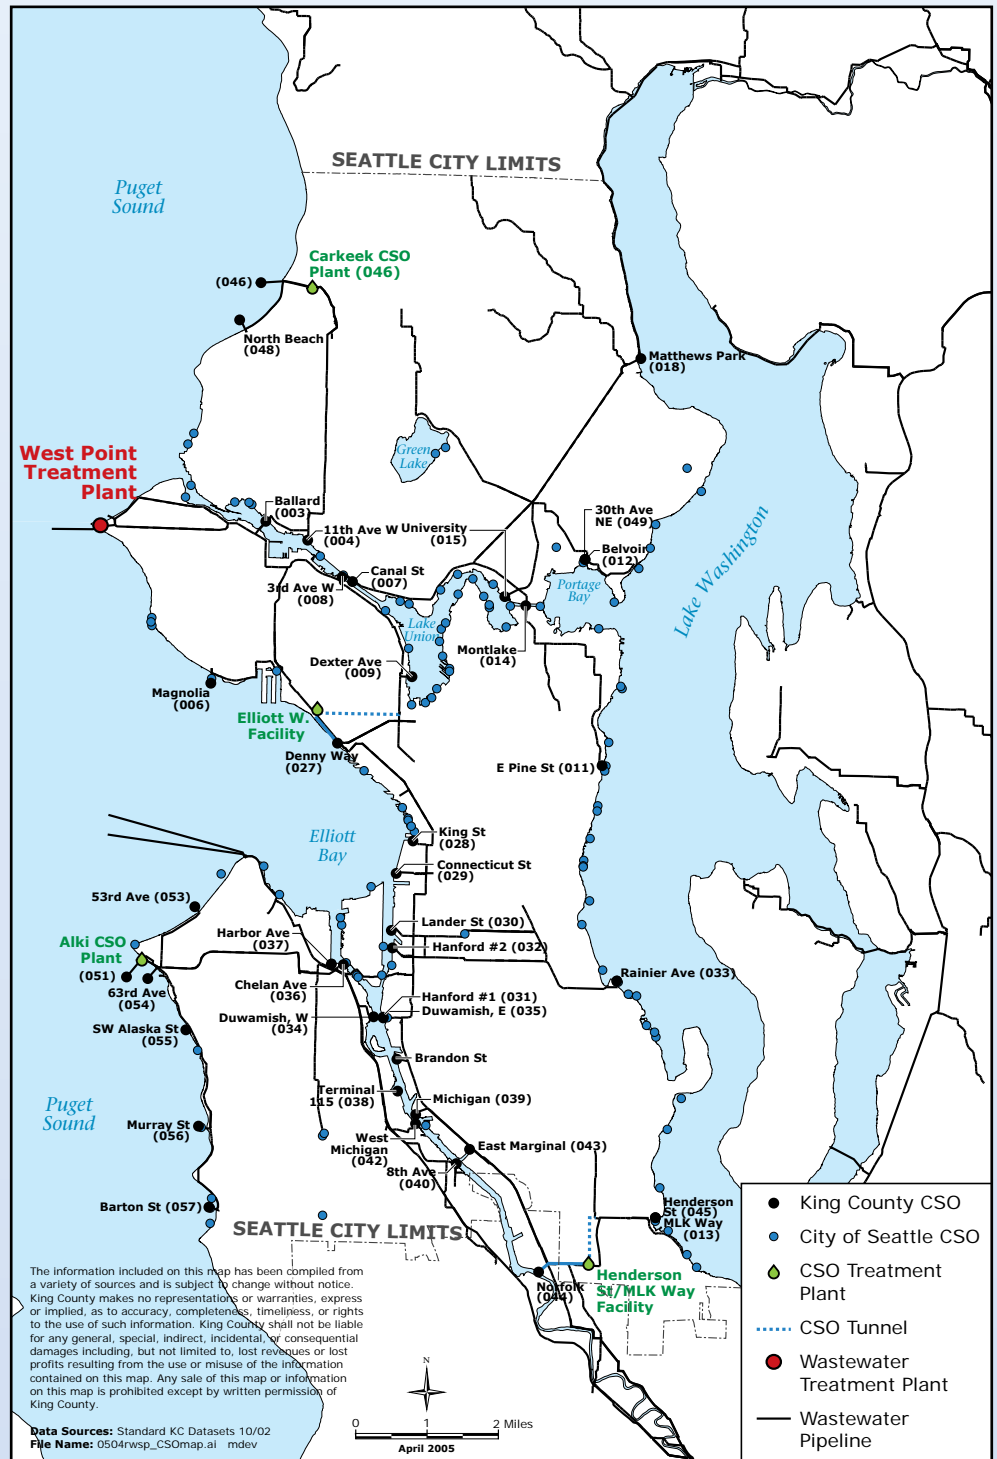 SEATTLE CITY LIMITS
Puget
Sound
Carkeek CSO
Plant (046)
(046)
North Beach
(048)
Matthews Park
(018)
Green
Lake
West Point
Treatment
Plant
Ballard
(003)
11th Ave W
(004)
University
(015)
30th Ave
NE (049)
Belvoir
(012)
Canal St
(007)
3rd Ave W
(008)
Portage
Bay
Lake Washington
Lake
Union
Montlake
(014)
Dexter Ave
(009)
Magnolia
(006)
Elliott W.
Facility
Denny Way
(027)
E Pine St (011)
Elliott
Bay
King St
(028)
Connecticut St
(029)
53rd Ave (053)
Lander St (030)
Harbor Ave
(037)
Hanford #2 (032)
Alki CSO
Plant
(051)
63rd Ave
(054)
Chelan Ave
(036)
Rainier Ave (033)
Hanford #1 (031)
Duwamish, E (035)
Duwamish, W
(034)
SW Alaska St
(055)
Brandon St
Terminal
115 (038)
Michigan (039)
Puget
Sound
Murray St
(056)
West
Michigan
(042)
East Marginal (043)
8th Ave
(040)
Barton St (057)
Henderson
St (045)
MLK Way
(013)
SEATTLE CITY LIMITS
Norfolk
(044)
Henderson
St/MLK Way
Facility
The information included on this map has been compiled from
a variety of sources and is subject to change without notice.
King County makes no representations or warranties, express
or implied, as to accuracy, completeness, timeliness, or rights
to the use of such information. King County shall not be liable
for any general, special, indirect, incidental, or consequential
damages including, but not limited to, lost revenues or lost
profits resulting from the use or misuse of the information
contained on this map. Any sale of this map or information
on this map is prohibited except by written permission of
King County.
Data Sources: Standard KC Datasets 10/02
File Name: 0504rwsp_CSOmap.ai mdev
N
0 1 2 Miles
April 2005
King County CSO
City of Seattle CSO
CSO Treatment
Plant
CSO Tunnel
Wastewater
Treatment Plant
Wastewater
Pipeline